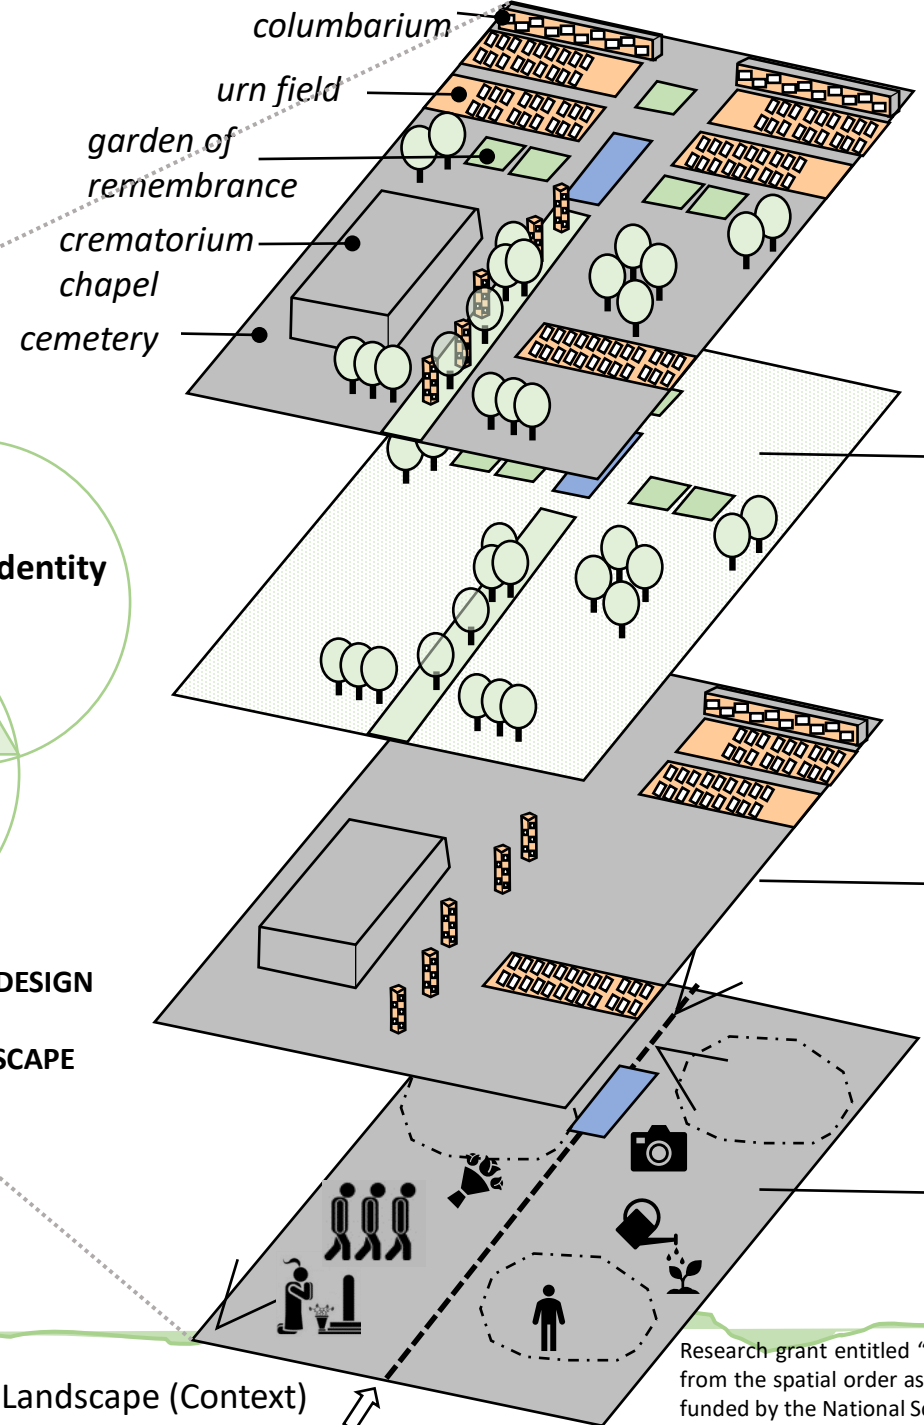 columbarium
urn field
garden of
remembrance
crematorium
chapel
cemetery
dentity
DESIGN
SCAPE
Landscape (Context)
Research grant entitled “
from the spatial order as
funded by the National S